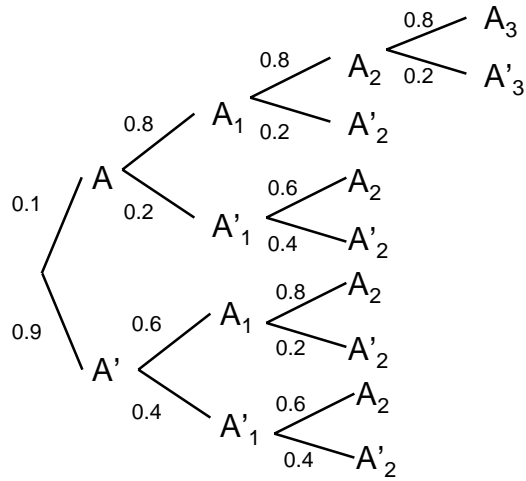 0.8 A₃
0.8 A₂ 0.2 A’₃
0.8 A₁ 0.2 A’₂
0.1 A 0.2 A’₁ 0.6 A₂
0.4 A’₂
0.9 A' 0.6 A₁ 0.8 A₂
0.2 A’₂
0.4 A’₁ 0.6 A₂
0.4 A’₂